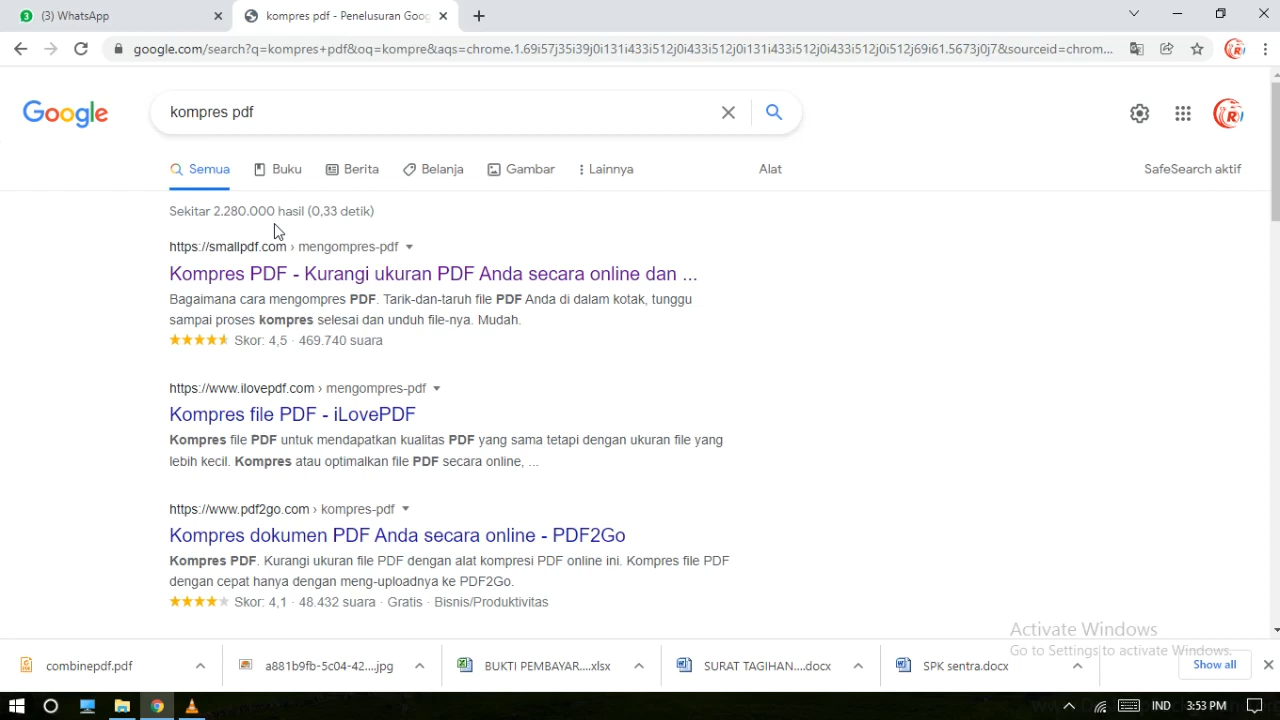 (3) WhatsApp
kompres pdf - Penelusuran Goog
google.com/search?q=kompres+pdf&oq=kompre&aqs=chrome.1.69i57j35i39j0i131i433i512j0i433i512j0i131i433i512j0i433i512j0i512j69i61.5673j0j7&sourceid=chrom...
Google
kompres pdf
Semua Buku Berita Belanja Gambar Lainnya Alat SafeSearch aktif
Sekitar 2.280.000 hasil (0,33 detik)
https://smallpdf.com › mengompres-pdf
Kompres PDF - Kurangi ukuran PDF Anda secara online dan ...
Bagaimana cara mengompres PDF. Tarik-dan-taruh file PDF Anda di dalam kotak, tunggu
sampai proses kompres selesai dan unduh file-nya. Mudah.
Skor: 4,5 · 469.740 suara
https://www.ilovepdf.com › mengompres-pdf
Kompres file PDF - iLovePDF
Kompres file PDF untuk mendapatkan kualitas PDF yang sama tetapi dengan ukuran file yang
lebih kecil. Kompres atau optimalkan file PDF secara online, ...
https://www.pdf2go.com › kompres-pdf
Kompres dokumen PDF Anda secara online - PDF2Go
Kompres PDF. Kurangi ukuran file PDF dengan alat kompresi PDF online ini. Kompres file PDF
dengan cepat hanya dengan meng-uploadnya ke PDF2Go.
Skor: 4,1 · 48.432 suara · Gratis · Bisnis/Produktivitas
Activate Windows
Go to Settings to activate Windows.
combinepdf.pdf
a881b9fb-5c04-42....jpg
BUKTI PEMBAYAR....xlsx
SURAT TAGIHAN....docx
SPK sentra.docx
Show all
IND 3:53 PM